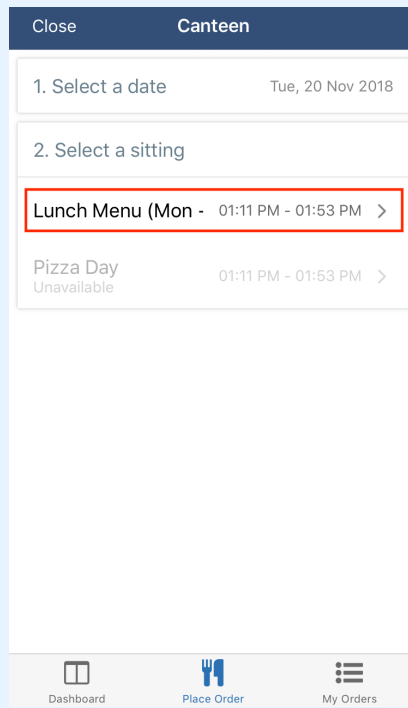 Close Canteen
1. Select a date Tue, 20 Nov 2018
2. Select a sitting
Lunch Menu (Mon - 01:11 PM - 01:53 PM
Pizza Day 01:11 PM - 01:53 PM
Unavailable
Dashboard Place Order My Orders